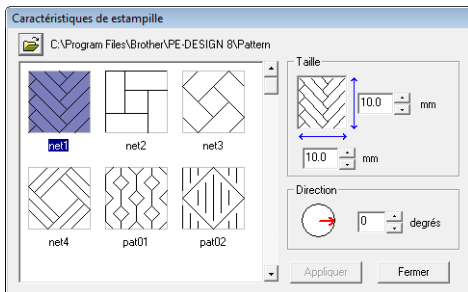 Caractéristiques de estampille
C:\Program Files\Brother\PE-DESIGN 8\Pattern
net1 net2 net3
net4 pat01 pat02
Taille
10.0 mm
10.0 mm
Direction
0 degrés
Appliquer Fermer